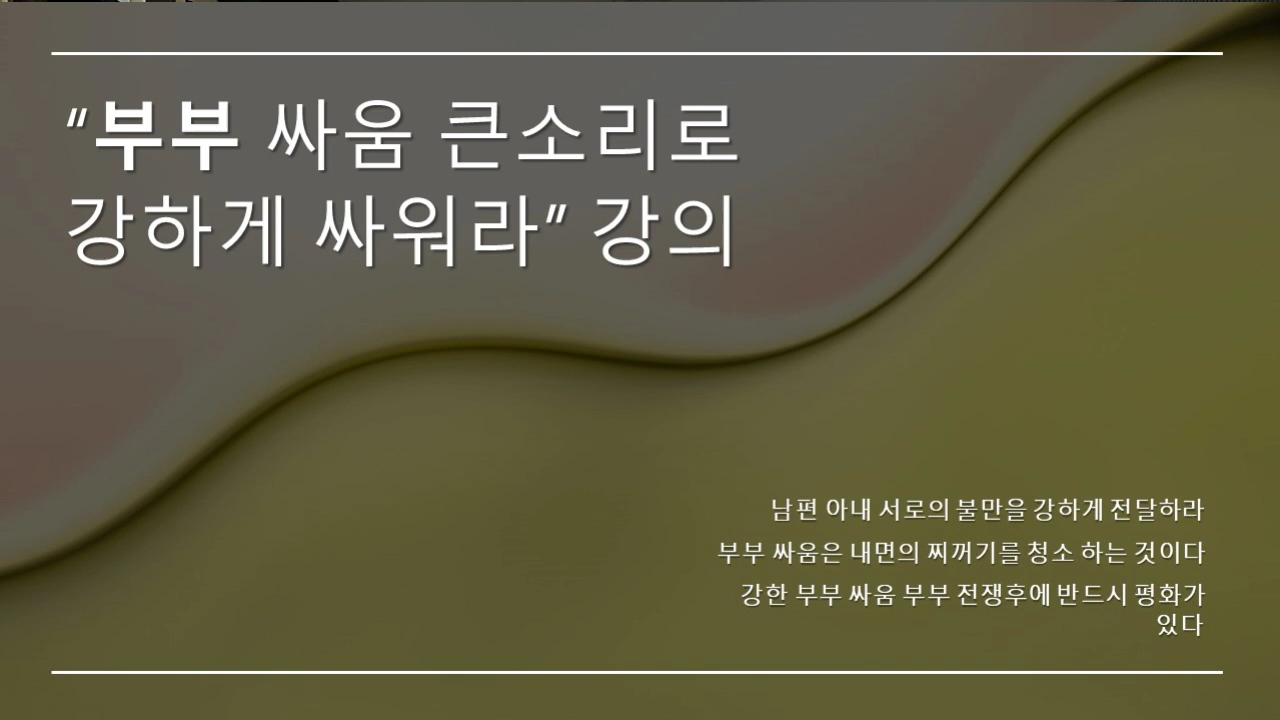 “부부 싸움 큰소리로
강하게 싸워라” 강의
남편 아내 서로의 불만을 강하게 전달하라
부부 싸움은 내면의 찌꺼기를 청소 하는 것이다
강한 부부 싸움 부부 전쟁후에 반드시 평화가
있다